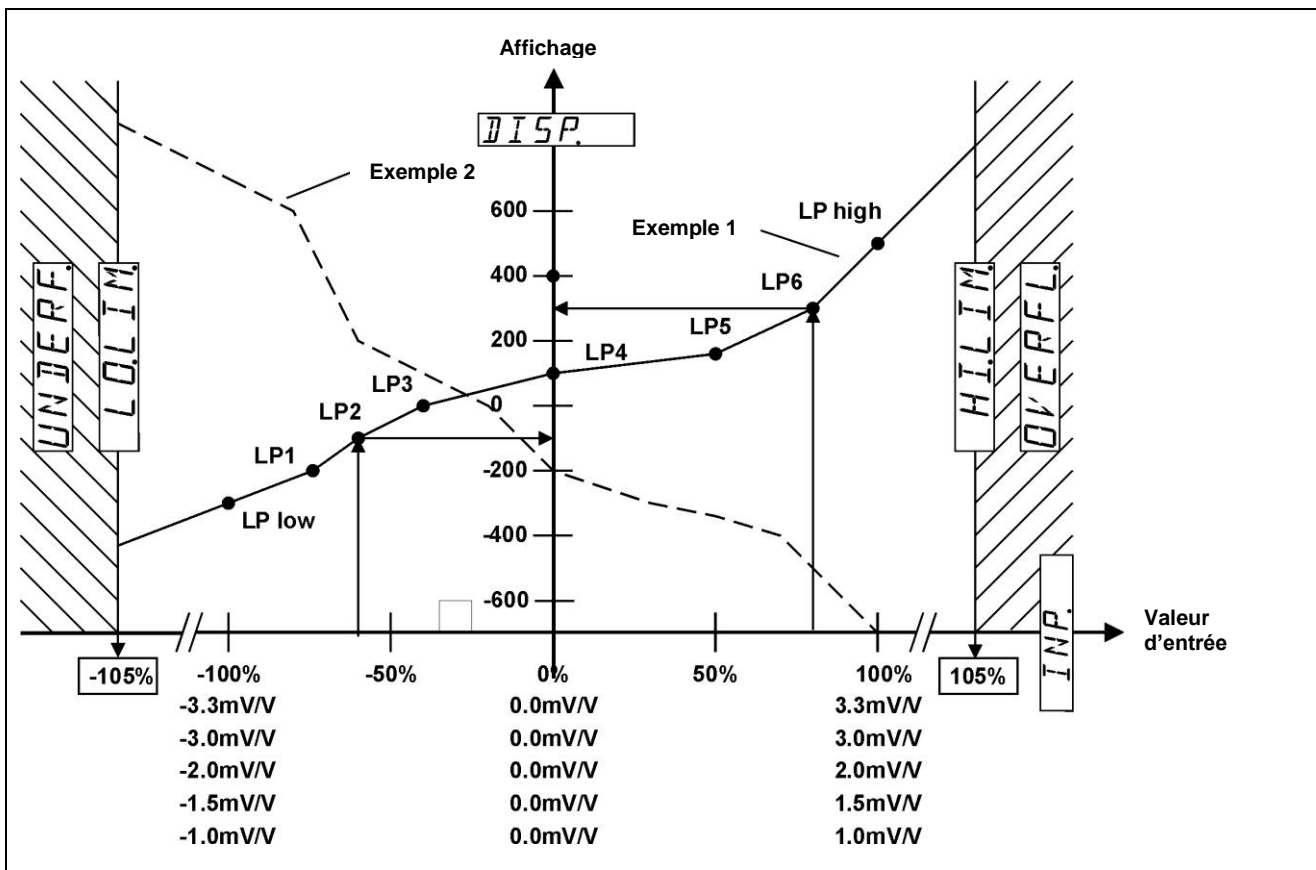 Affichage
DISP.
Exemple 2
LP high
600
Exemple 1
UNDERF.
LO.LIM.
400
LP6
HI.LIM.
OVERFL.
200
LP5
LP4
LP3
LP2
0
LP1
-200
LP low
-400
-600
INP.
Valeur
d'entrée
-105%
-100%
-50%
0%
50%
100%
105%
-3.3mV/V
0.0mV/V
3.3mV/V
-3.0mV/V
0.0mV/V
3.0mV/V
-2.0mV/V
0.0mV/V
2.0mV/V
-1.5mV/V
0.0mV/V
1.5mV/V
-1.0mV/V
0.0mV/V
1.0mV/V